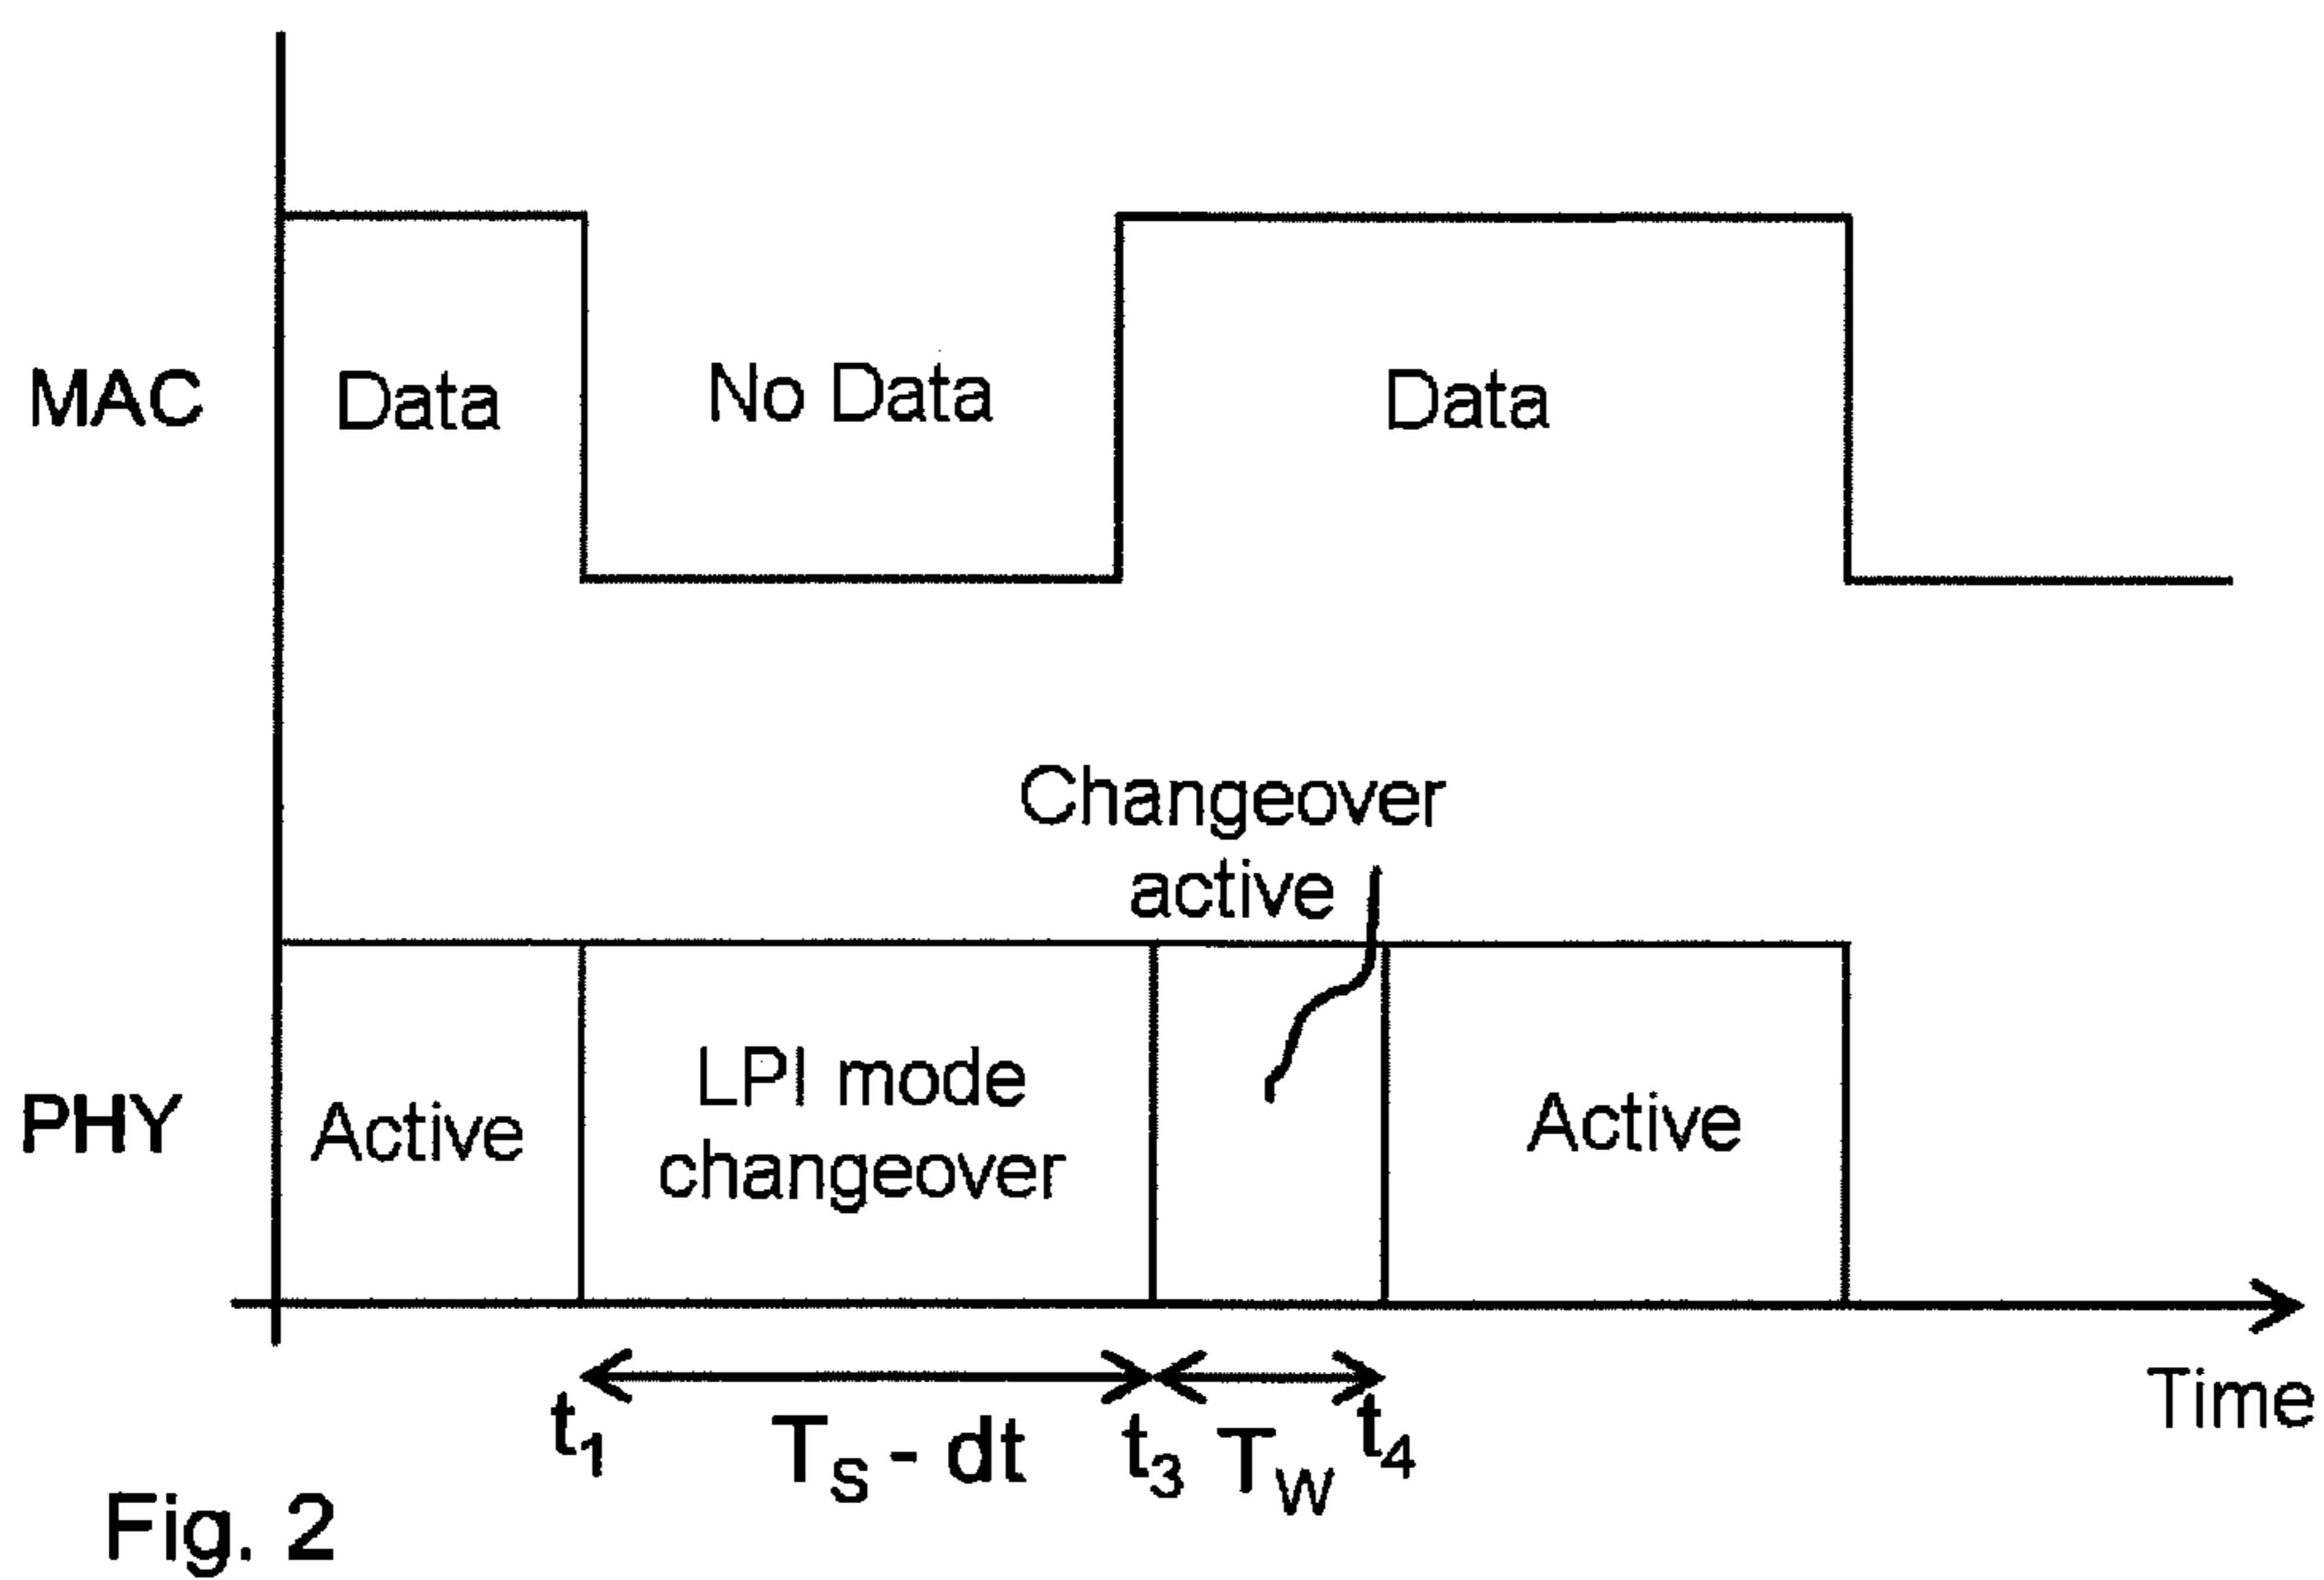 MAC
Data
No Data
Data
Changeover
active
PHY
Active
LPI mode
changeover
Active
t₁
Tₛ - dt
t₃
T_W
t₄
Time
Fig. 2